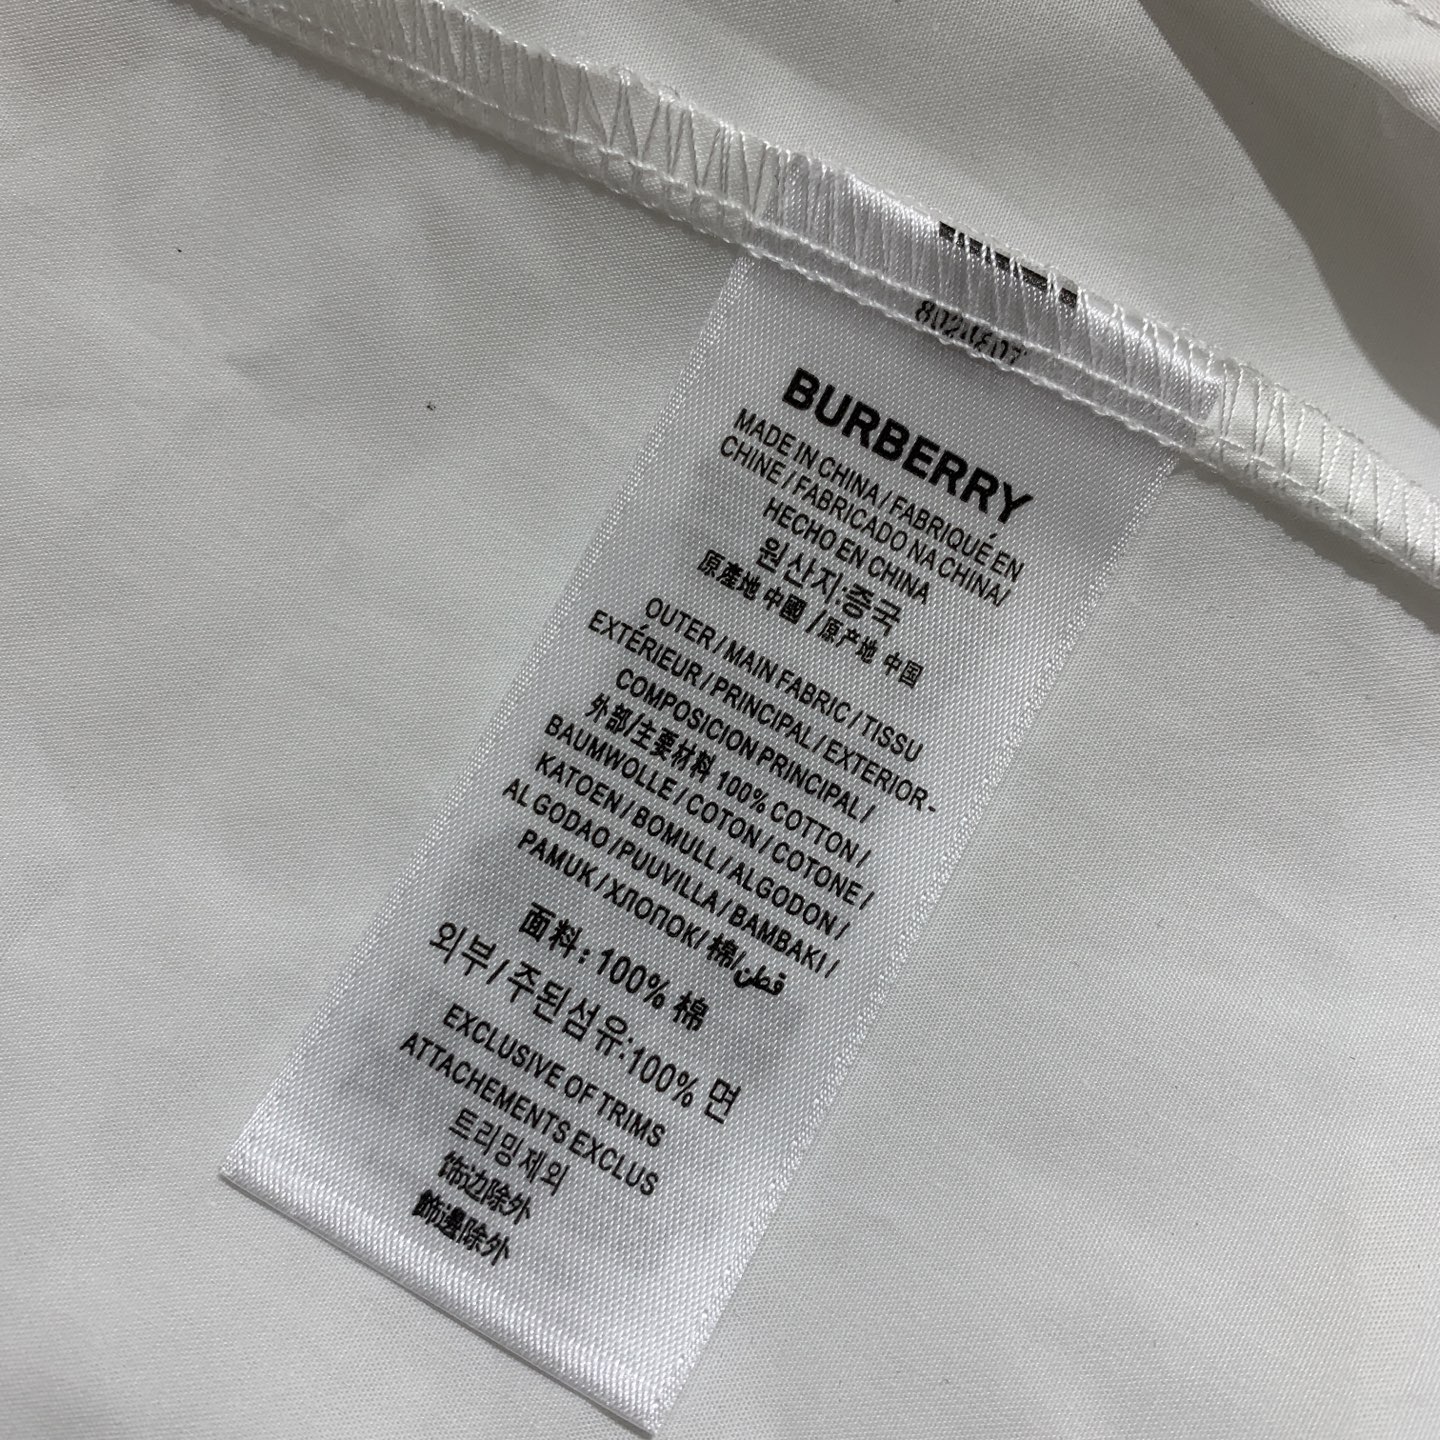 BURBERRY
MADE IN CHINA / FABRIQUÉ EN
CHINE / FABRICADO NA CHINA/
HECHO EN CHINA
원산지:중국
原產地 中國 /原产地 中国
OUTER / MAIN FABRIC / TISSU
EXTÉRIEUR / PRINCIPAL / EXTERIOR-
COMPOSICION PRINCIPAL /
外部/主要材料 100% COTTON /
BAUMWOLLE / COTON / COTONE /
KATOEN / BOMULL / ALGODON /
ALGODAO / PUUVILLA / BAMBAKI /
PAMUK / ХЛОПОК/ 棉/قطن
面料: 100% 棉
외부 / 주된섬유:100% 면
EXCLUSIVE OF TRIMS
ATTACHEMENTS EXCLUS
트리밍제외
饰边除外
飾邊除外